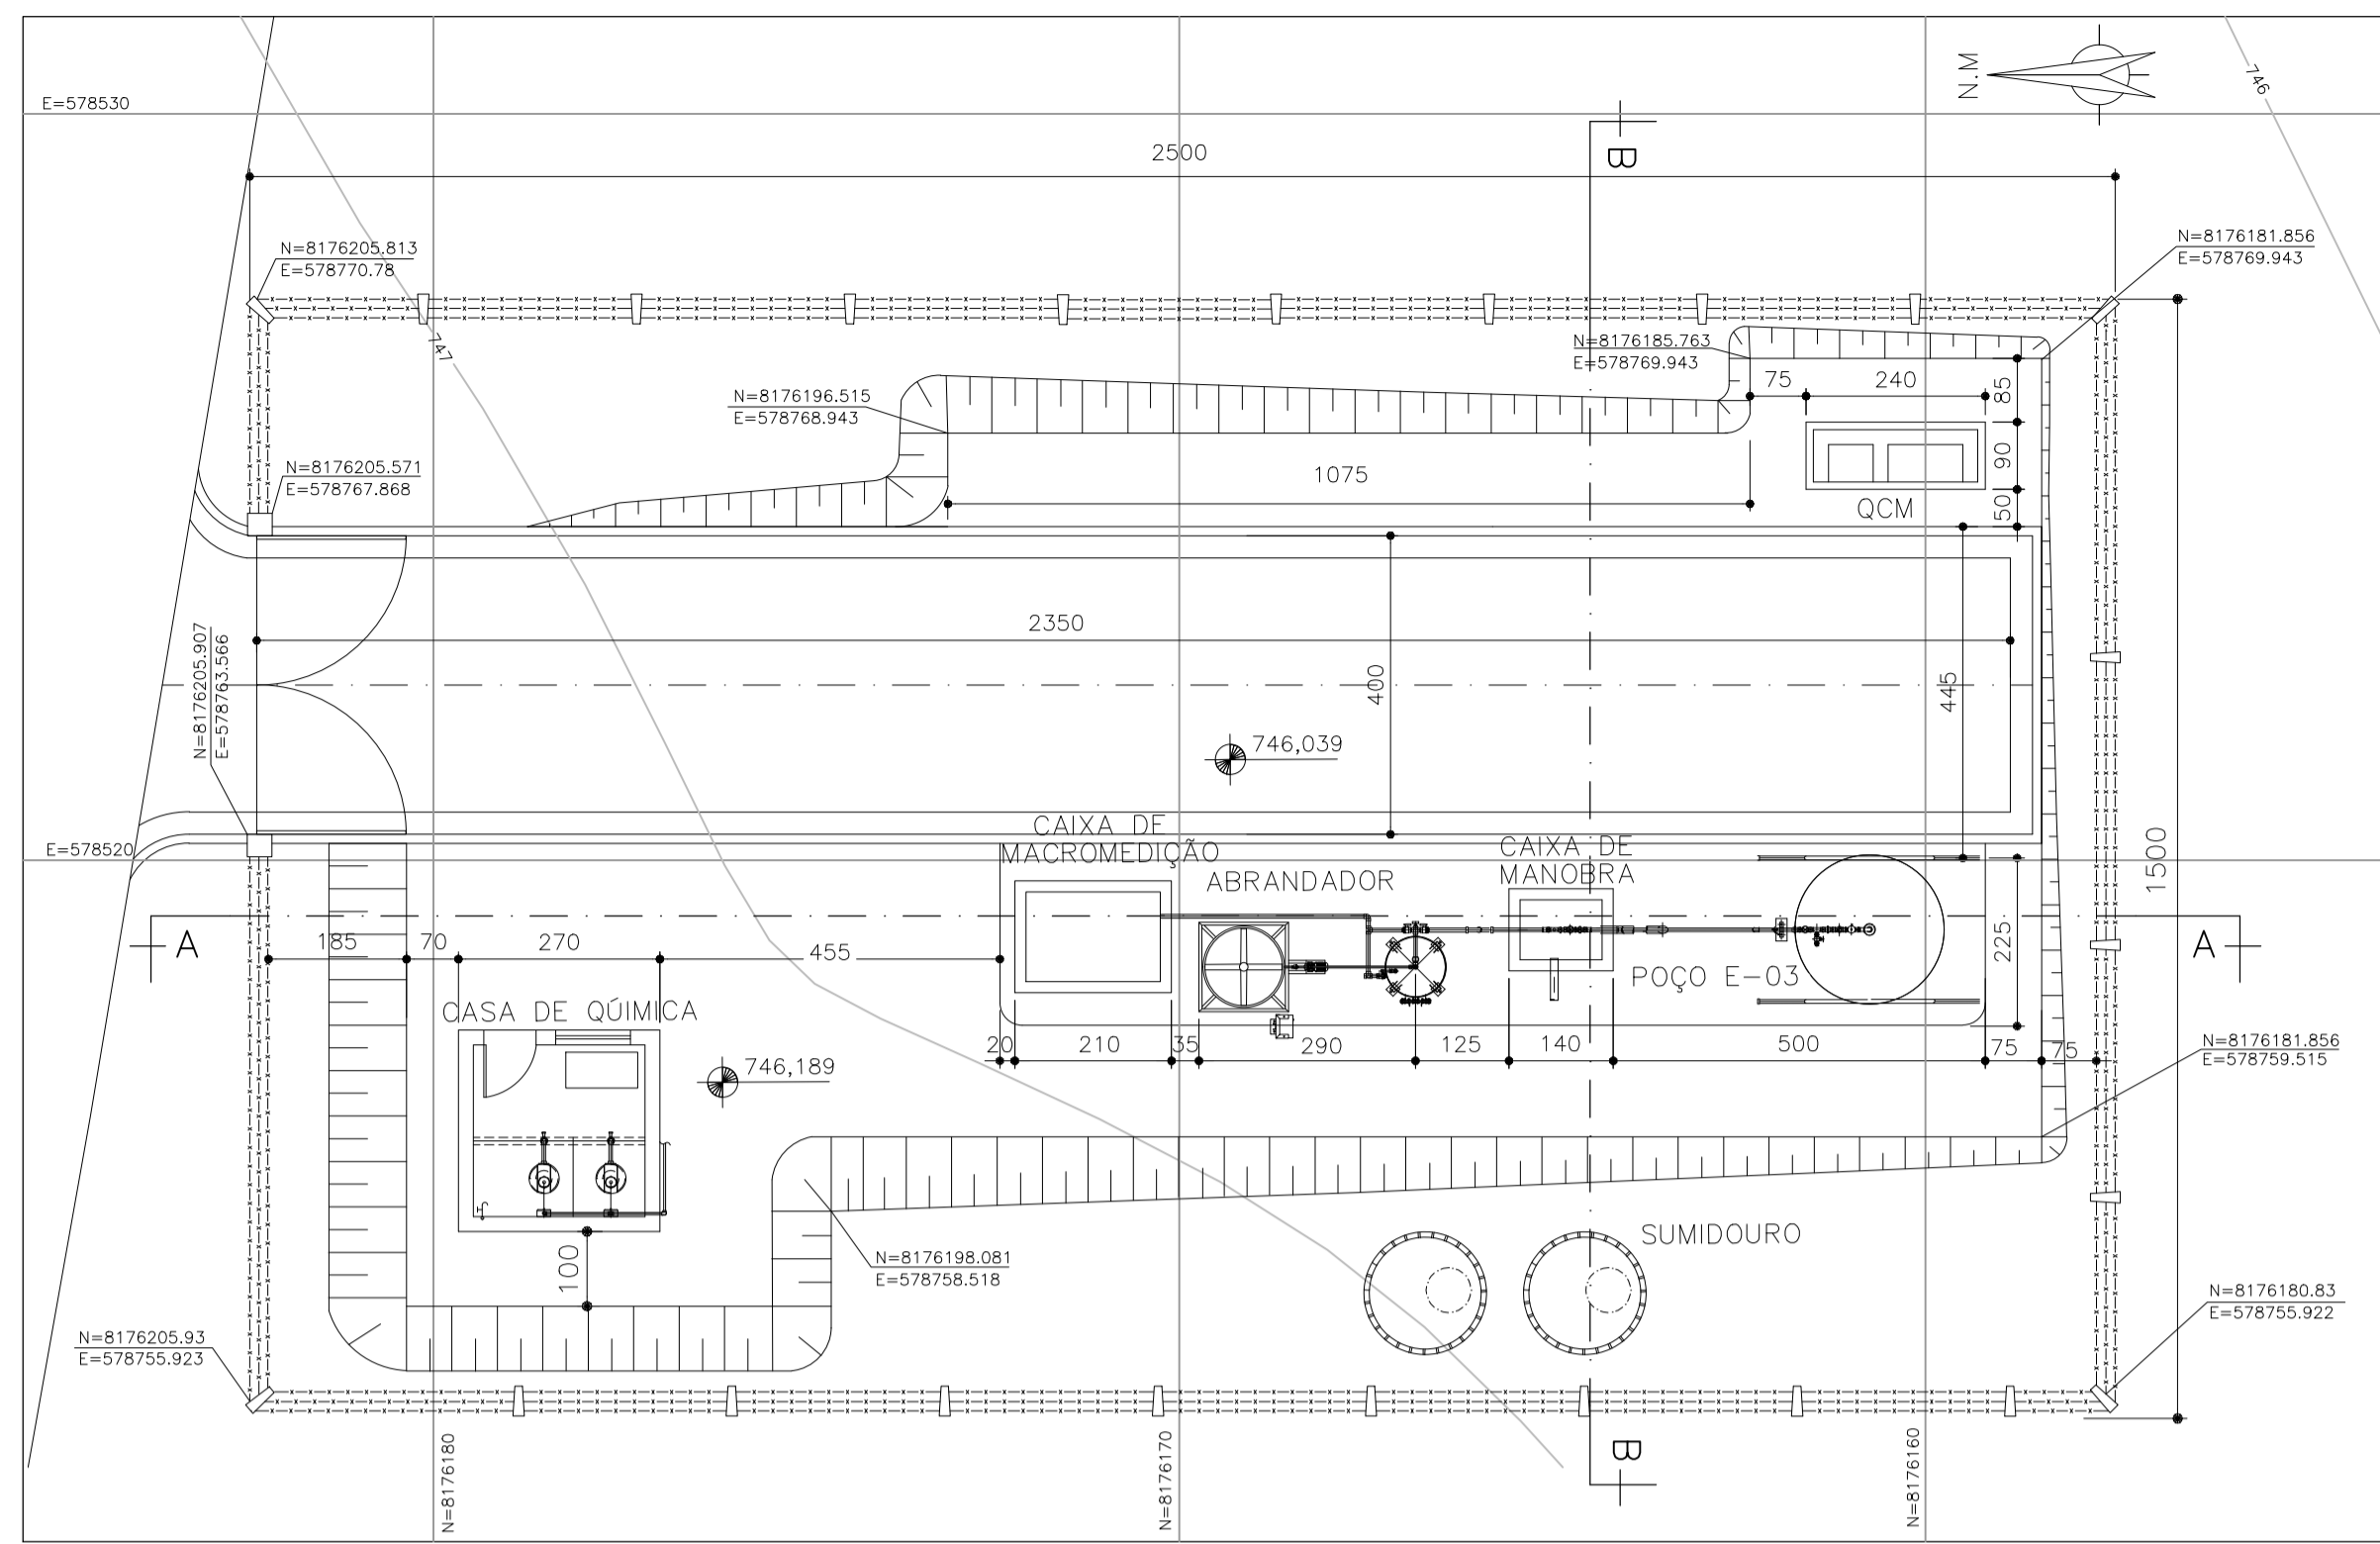 N.M
746
E=578530
B
2500
N=8176205.813
E=578770.78
N=8176181.856
E=578769.943
747
N=8176185.763
E=578769.943
75
240
85
N=8176196.515
E=578768.943
N=8176205.571
E=578767.868
1075
90
QCM
50
2350
N=8176205.907
E=578763.566
400
445
746,039
E=578520
CAIXA DE
MACROMEDIÇÃO
ABRANDADOR
CAIXA DE
MANOBRA
1500
A
185
70
270
455
POÇO E-03
225
A
CASA DE QÚIMICA
20
210
35
290
125
140
500
75
75
N=8176181.856
E=578759.515
746,189
SUMIDOURO
100
N=8176198.081
E=578758.518
N=8176205.93
E=578755.923
N=8176180.83
E=578755.922
N=8176180
N=8176170
B
N=8176160